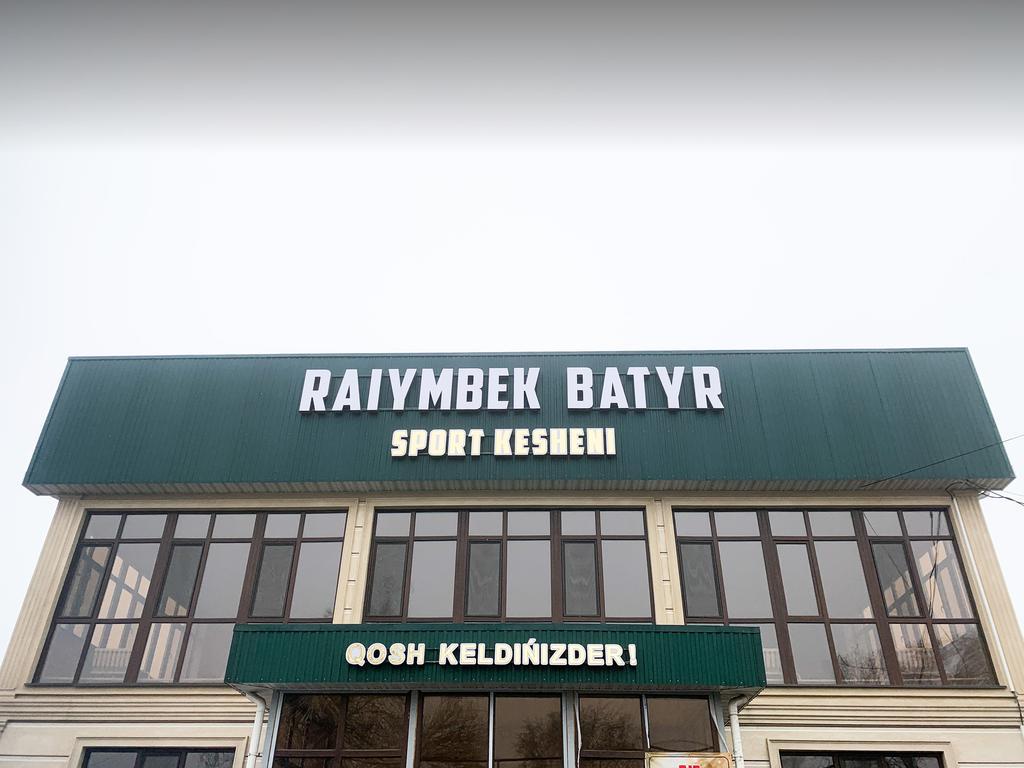 RAIYMBEK BATYR
SPORT KESHENI
QOSH KELDIŃIZDER!